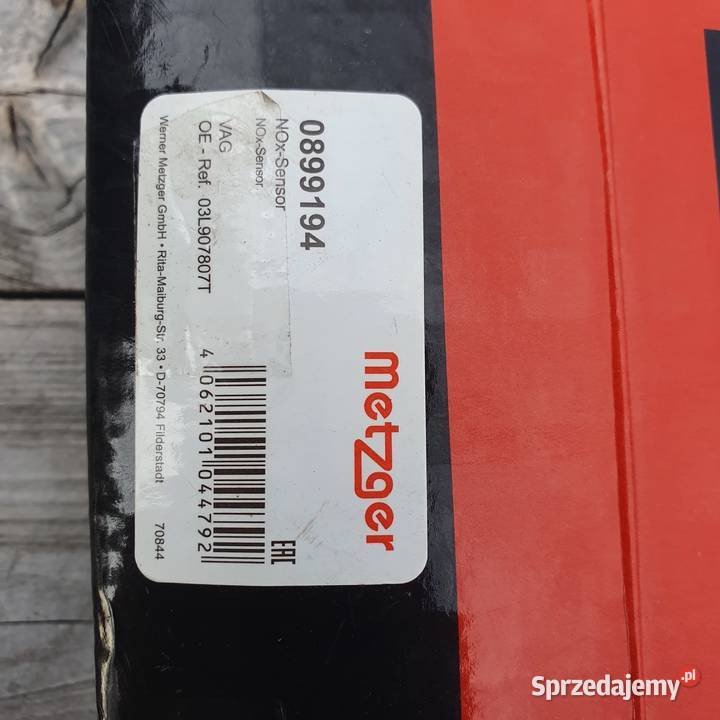 0899194
NOx-Sensor
NOx-Sensor
VAG
OE - Ref. 03L907807T
Werner Metzger GmbH • Rita-Maiburg-Str. 33 • D-70794 Filderstadt
70844
4 062101 044792
EAC
metzger
Sprzedajemy.pl